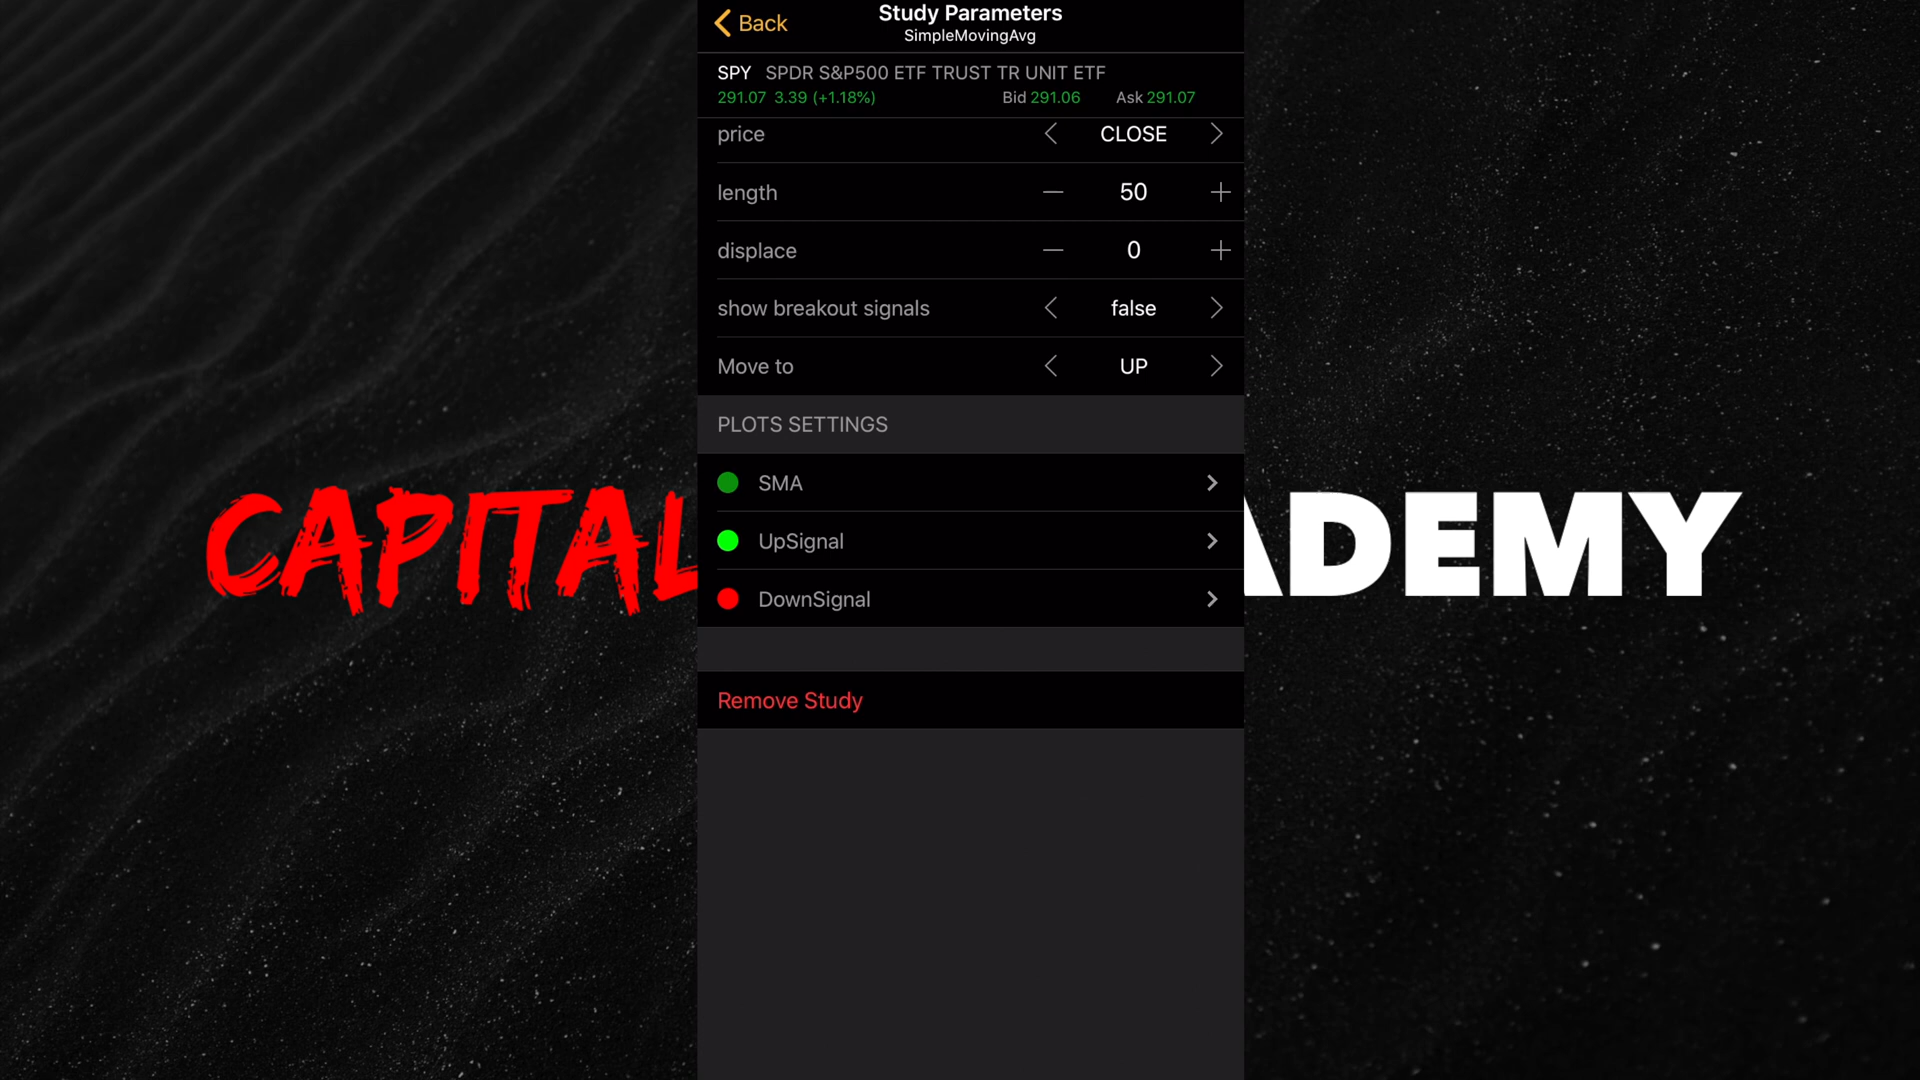 Back
Study Parameters
SimpleMovingAvg
SPY SPDR S&P500 ETF TRUST TR UNIT ETF
291.07 3.39 (+1.18%) Bid 291.06 Ask 291.07
price CLOSE
length 50
displace 0
show breakout signals false
Move to UP
PLOTS SETTINGS
SMA
UpSignal
DownSignal
Remove Study
CAPITAL ADEMY